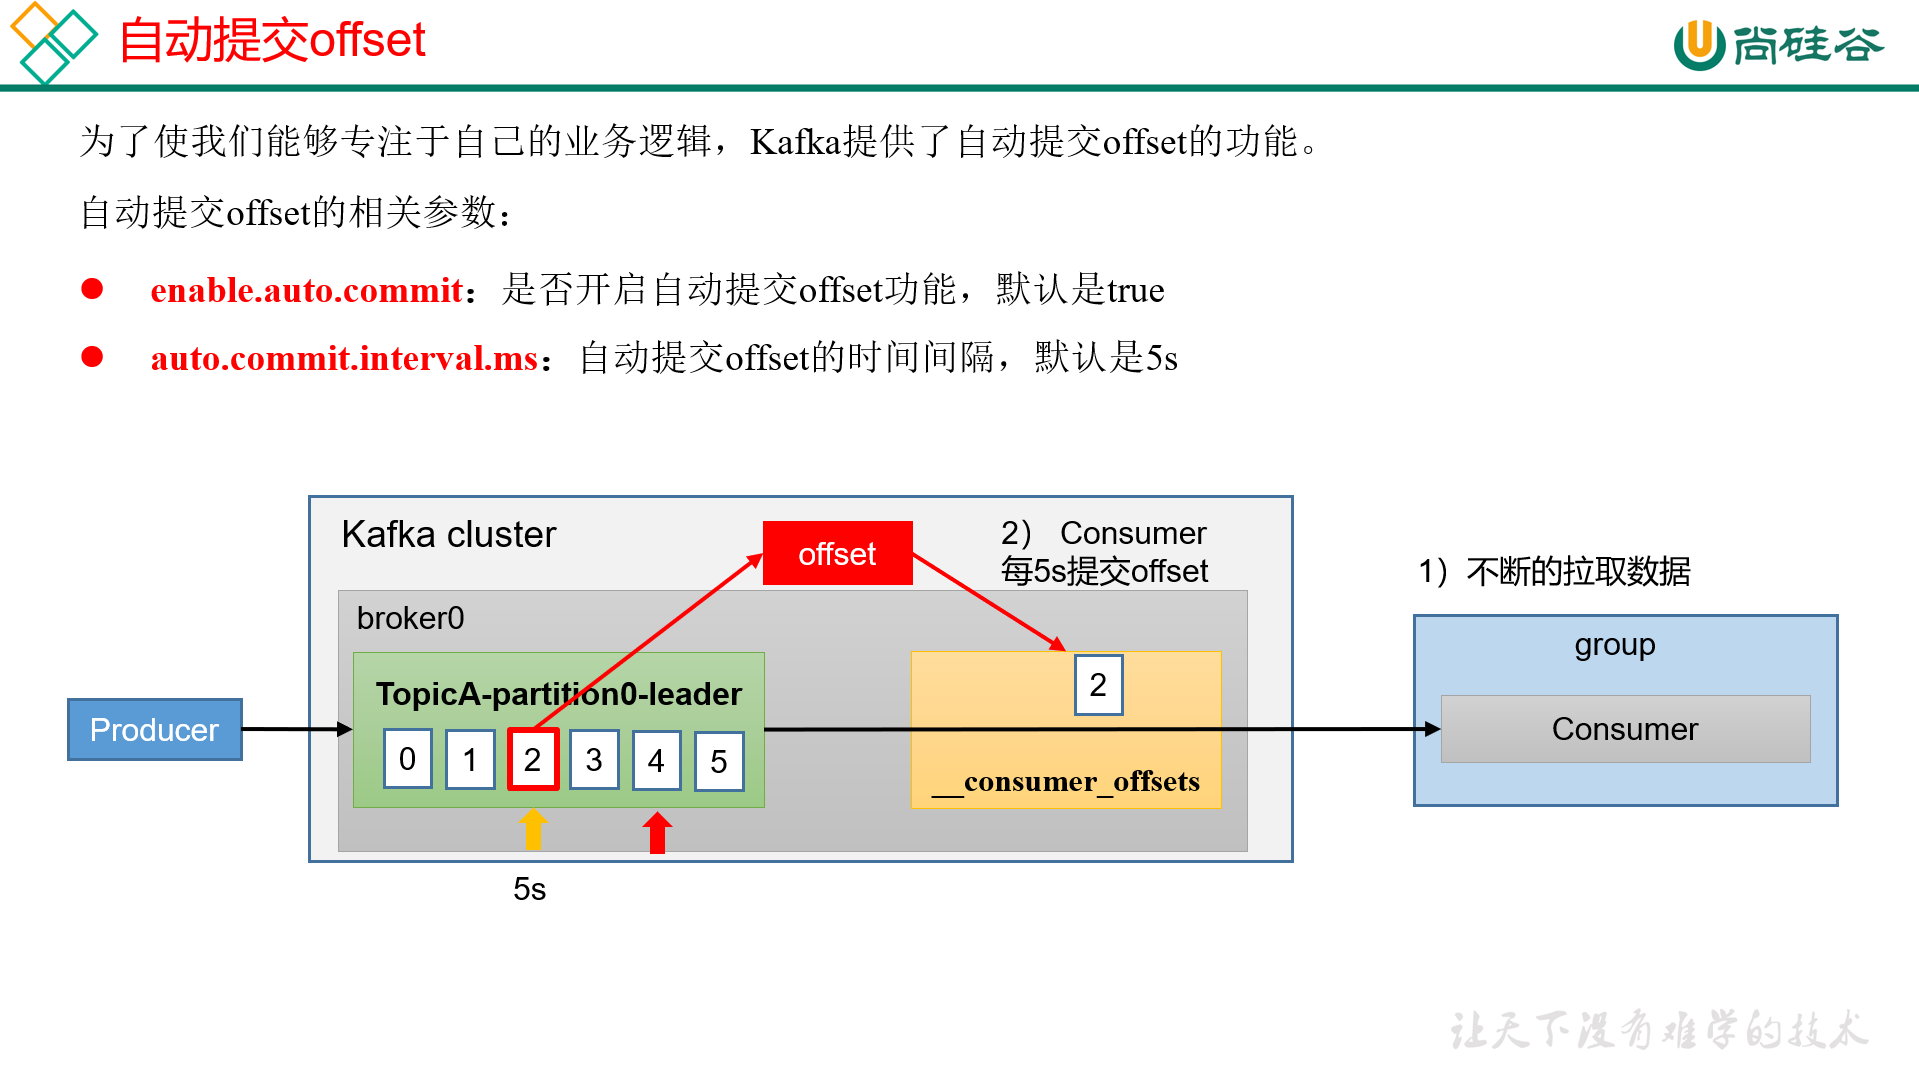 自动提交offset
尚硅谷
为了使我们能够专注于自己的业务逻辑，Kafka提供了自动提交offset的功能。
自动提交offset的相关参数：
enable.auto.commit：是否开启自动提交offset功能，默认是true
auto.commit.interval.ms：自动提交offset的时间间隔，默认是5s
Kafka cluster
offset
2） Consumer
每5s提交offset
1）不断的拉取数据
broker0
group
TopicA-partition0-leader
2
Producer
Consumer
0 1 2 3 4 5
__consumer_offsets
5s
让天下没有难学的技术